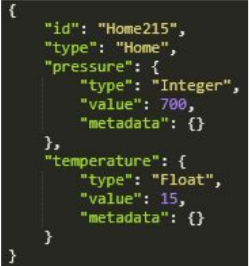 {
    "id": "Home215",
    "type": "Home",
    "pressure": {
        "type": "Integer",
        "value": 700,
        "metadata": {}
    },
    "temperature": {
        "type": "Float",
        "value": 15,
        "metadata": {}
    }
}